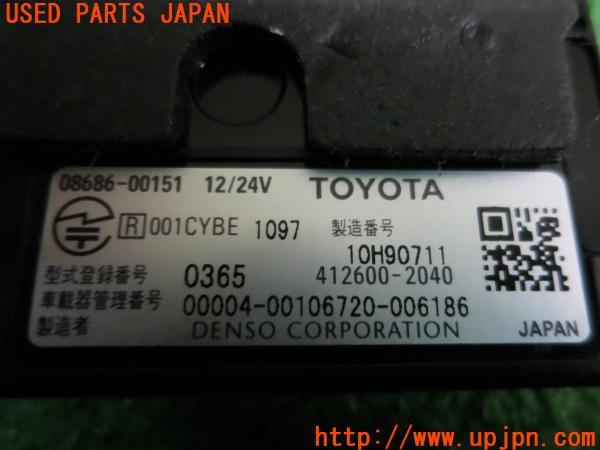 USED PARTS JAPAN
08686-00151 12/24V TOYOTA
R 001CYBE 1097 製造番号
10H90711
型式登録番号 0365 412600-2040
車載器管理番号 00004-00106720-006186
製造者 DENSO CORPORATION JAPAN
UPJ http://www.upjpn.com